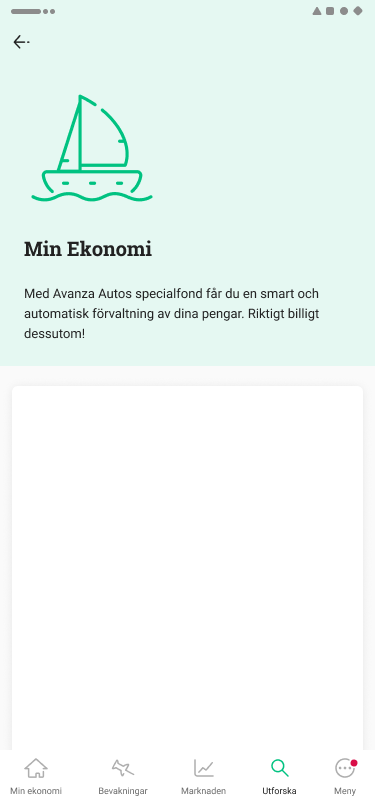 Min Ekonomi
Med Avanza Autos specialfond får du en smart och
automatisk förvaltning av dina pengar. Riktigt billigt
dessutom!
Min ekonomi
Bevakningar
Marknaden
Utforska
Meny